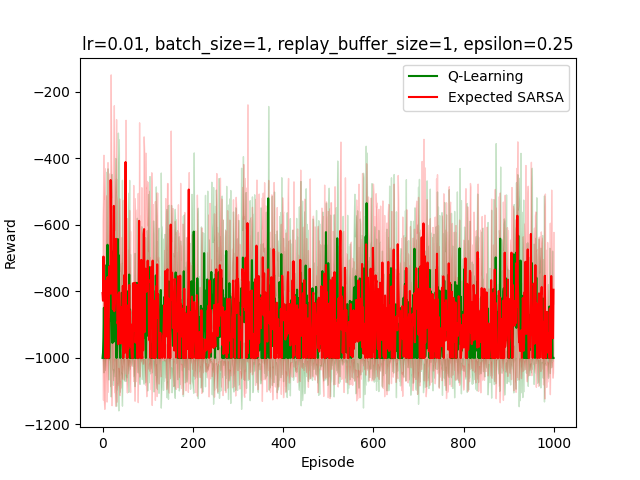 lr=0.01, batch_size=1, replay_buffer_size=1, epsilon=0.25
Q-Learning
Expected SARSA
Reward
−200
−400
−600
−800
−1000
−1200
0 200 400 600 800 1000
Episode